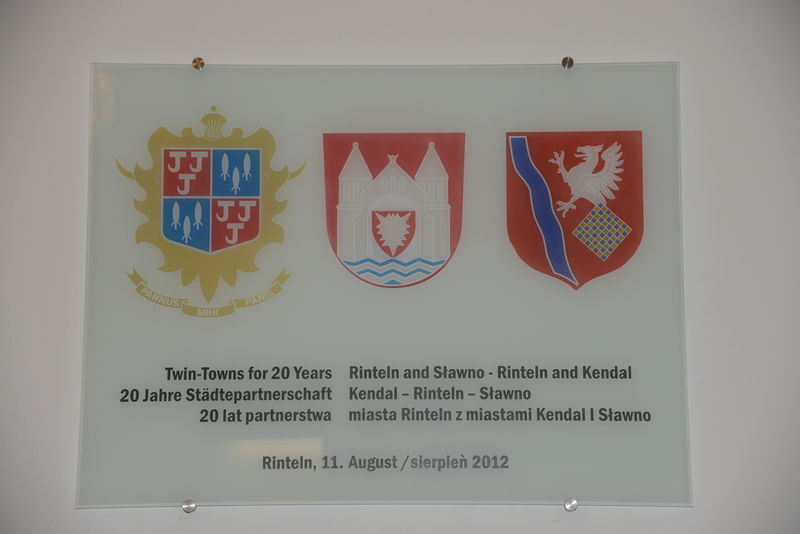 J J
J
J J
J
PANNUS MIHI PANIS
Twin-Towns for 20 Years Rinteln and Sławno - Rinteln and Kendal
20 Jahre Städtepartnerschaft Kendal – Rinteln – Sławno
20 lat partnerstwa miasta Rinteln z miastami Kendal I Sławno
Rinteln, 11. August /sierpieǹ 2012